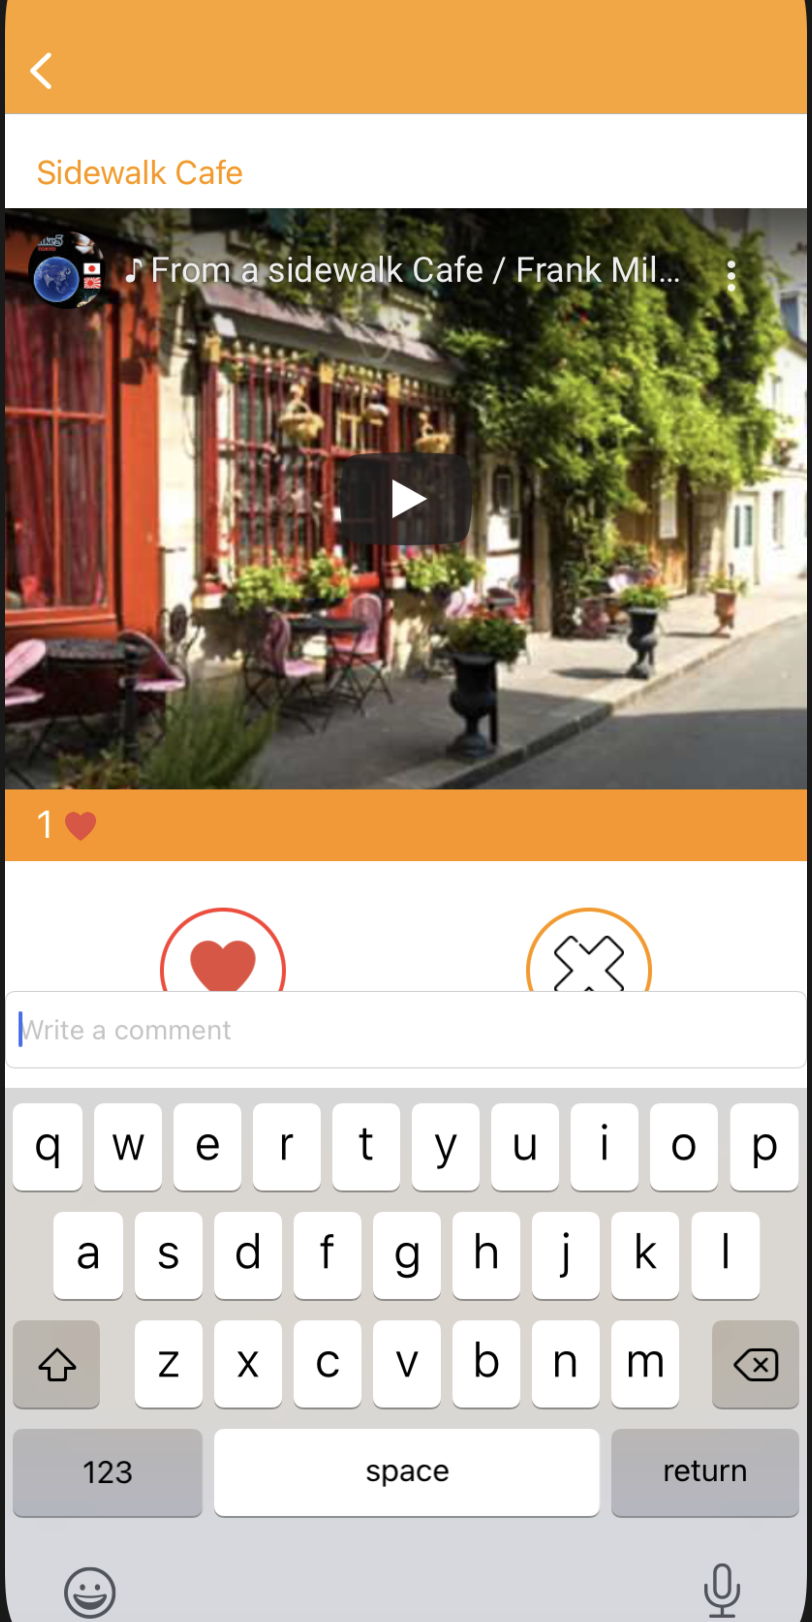 Sidewalk Cafe
♪ From a sidewalk Cafe / Frank Mil...
1
Write a comment
q w e r t y u i o p
a s d f g h j k l
z x c v b n m
123 space return